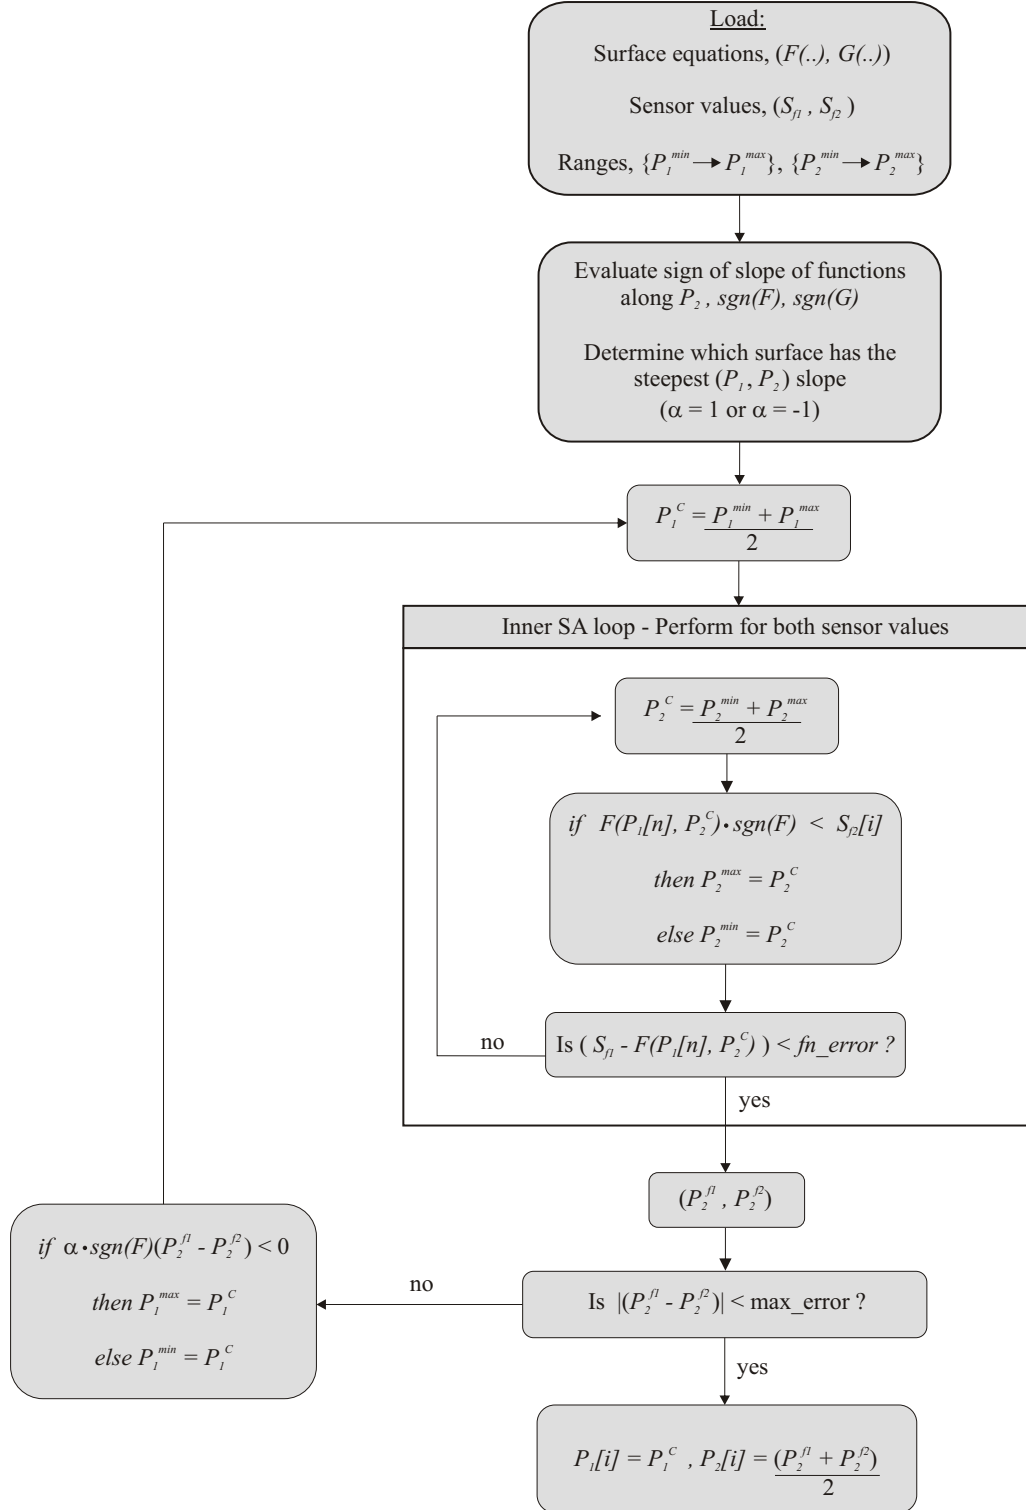 Load:
Surface equations, (F(..), G(..))
Sensor values, (S_f1 , S_f2 )
Ranges, {P_1^min → P_1^max}, {P_2^min → P_2^max}
Evaluate sign of slope of functions
along P_2 , sgn(F), sgn(G)
Determine which surface has the
steepest (P_1 , P_2) slope
(α = 1 or α = -1)
P_1^C = P_1^min + P_1^max
2
Inner SA loop - Perform for both sensor values
P_2^C = P_2^min + P_2^max
2
if F(P_1[n], P_2^C)•sgn(F) < S_f2[i]
then P_2^max = P_2^C
else P_2^min = P_2^C
no
Is ( S_f1 - F(P_1[n], P_2^C) ) < fn_error ?
yes
(P_2^f1 , P_2^f2)
if α•sgn(F)(P_2^f1 - P_2^f2) < 0
then P_1^max = P_1^C
else P_1^min = P_1^C
no
Is |(P_2^f1 - P_2^f2)| < max_error ?
yes
P_1[i] = P_1^C , P_2[i] = (P_2^f1 + P_2^f2)
2